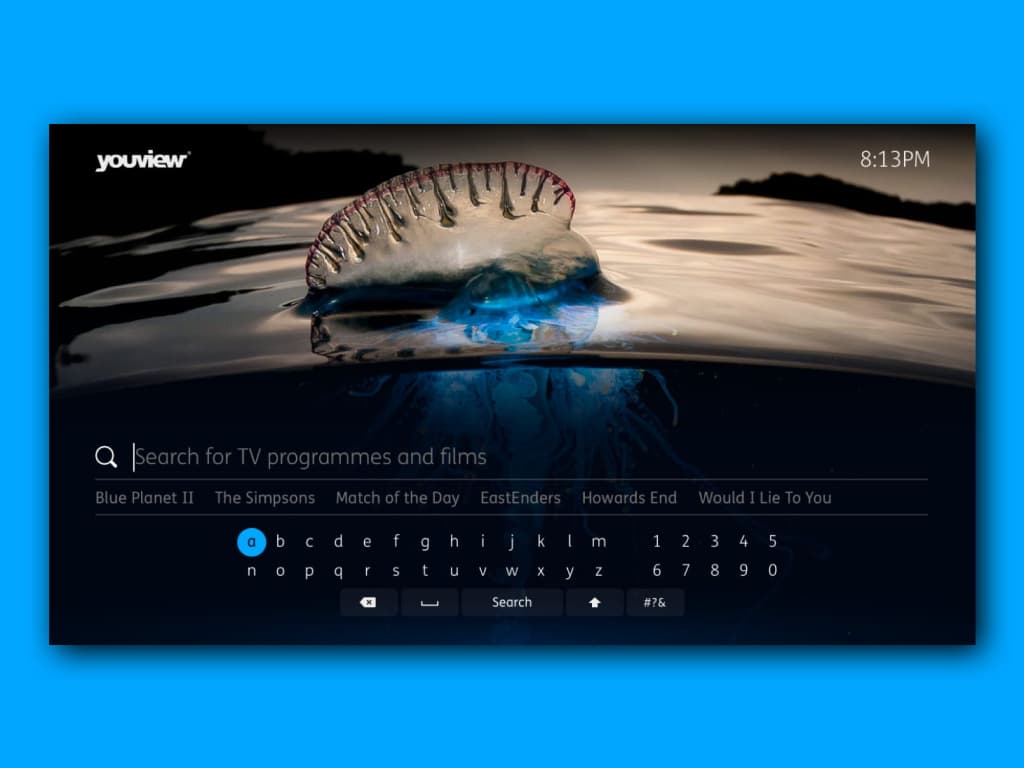 youview
8:13PM
Search for TV programmes and films
Blue Planet II The Simpsons Match of the Day EastEnders Howards End Would I Lie To You
a b c d e f g h i j k l m 1 2 3 4 5
n o p q r s t u v w x y z 6 7 8 9 0
Search #?&